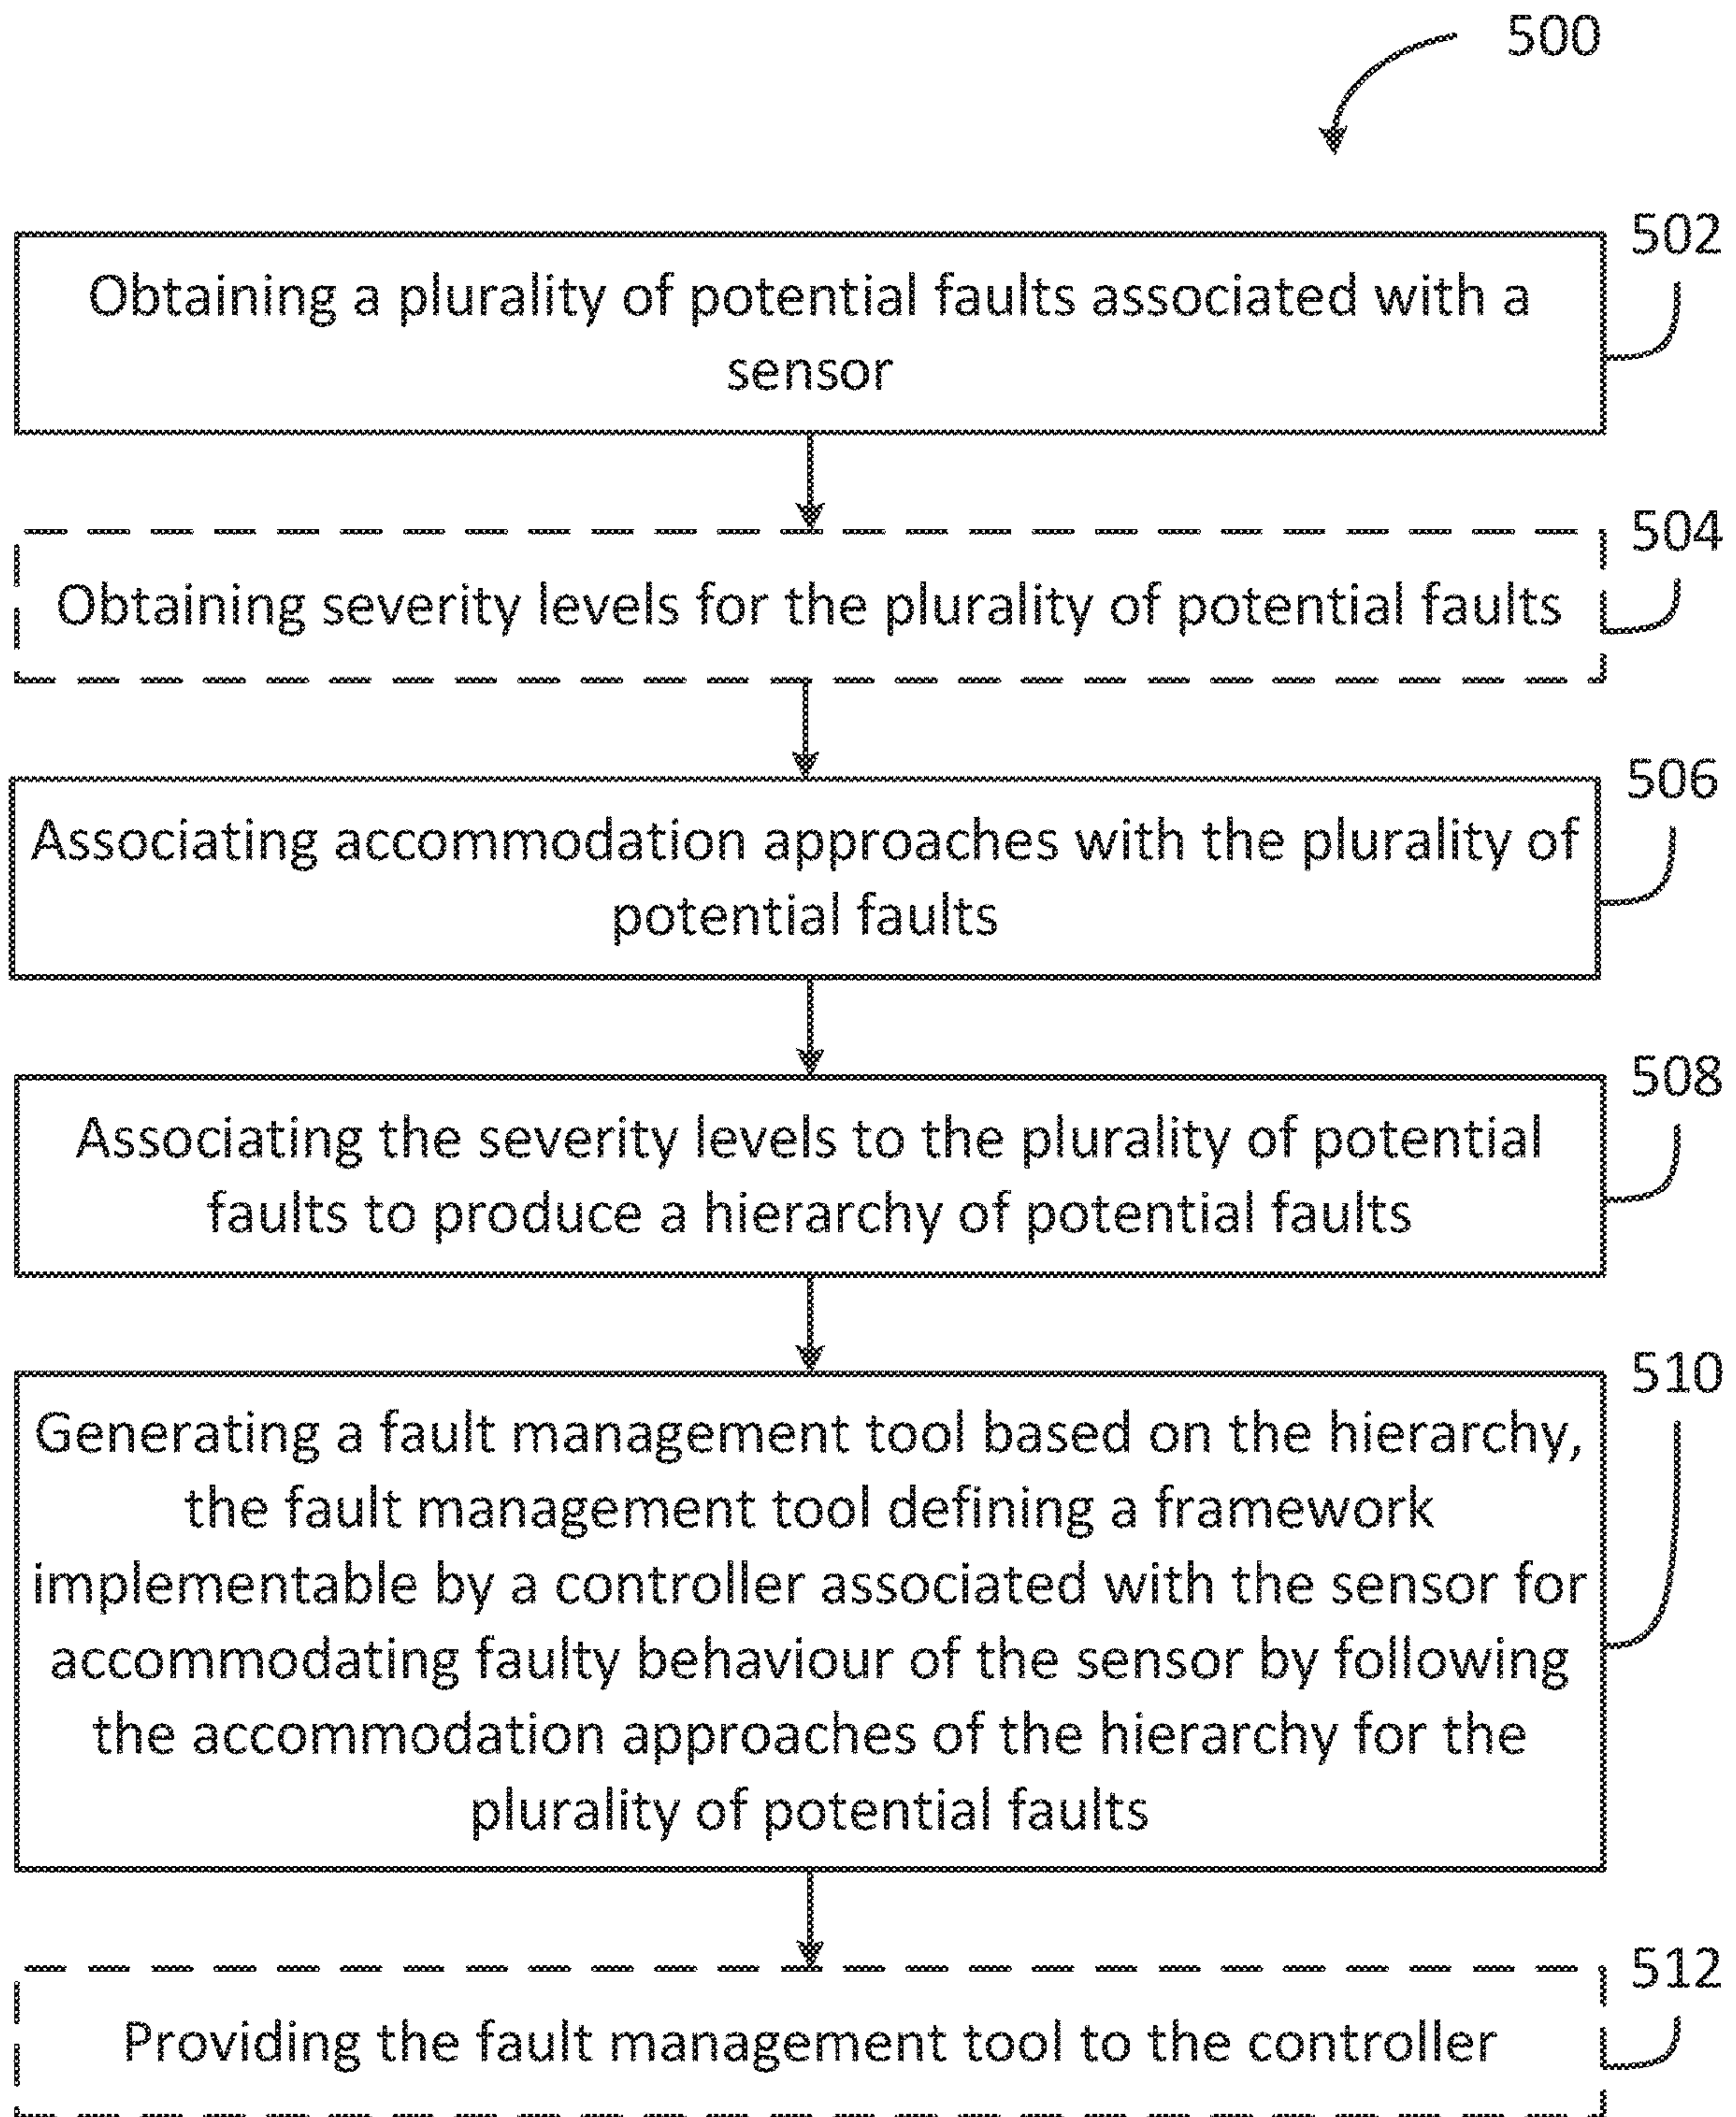 500
502
Obtaining a plurality of potential faults associated with a
sensor
504
Obtaining severity levels for the plurality of potential faults
506
Associating accommodation approaches with the plurality of
potential faults
508
Associating the severity levels to the plurality of potential
faults to produce a hierarchy of potential faults
510
Generating a fault management tool based on the hierarchy,
the fault management tool defining a framework
implementable by a controller associated with the sensor for
accommodating faulty behaviour of the sensor by following
the accommodation approaches of the hierarchy for the
plurality of potential faults
512
Providing the fault management tool to the controller